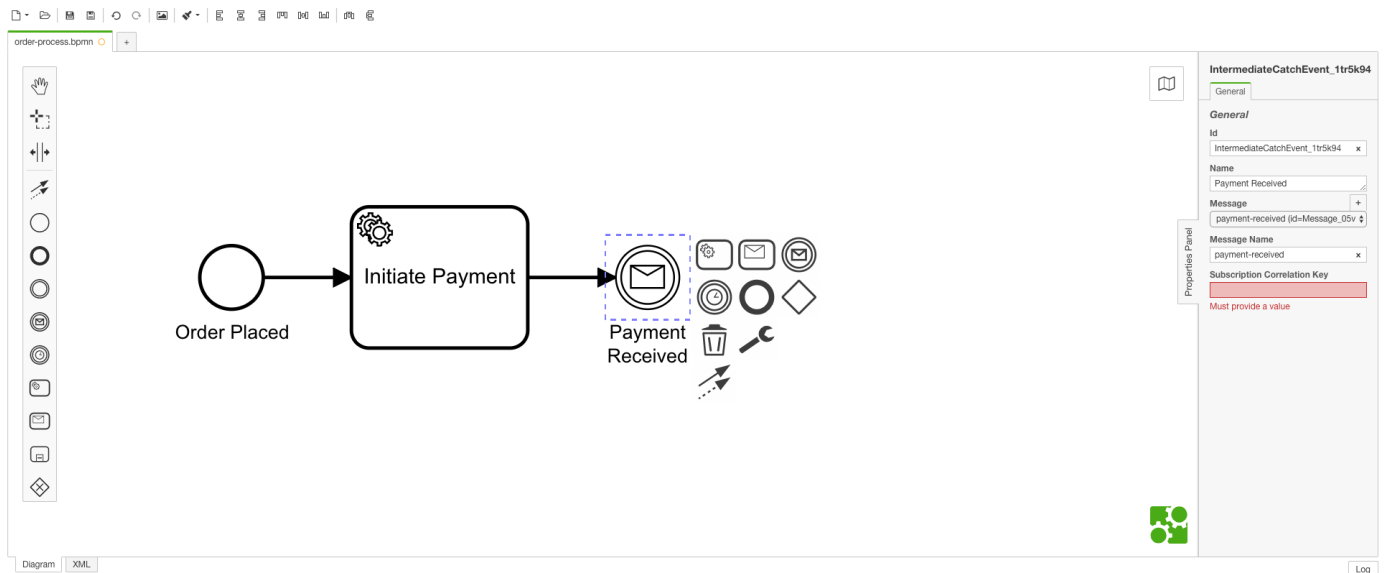 order-process.bpmn
+
IntermediateCatchEvent_1tr5k94
General
General
Id
IntermediateCatchEvent_1tr5k94 x
Name
Payment Received
Message +
payment-received (id=Message_05v
Message Name
payment-received x
Subscription Correlation Key
Must provide a value
Properties Panel
Initiate Payment
Order Placed
Payment
Received
Diagram
XML
Log